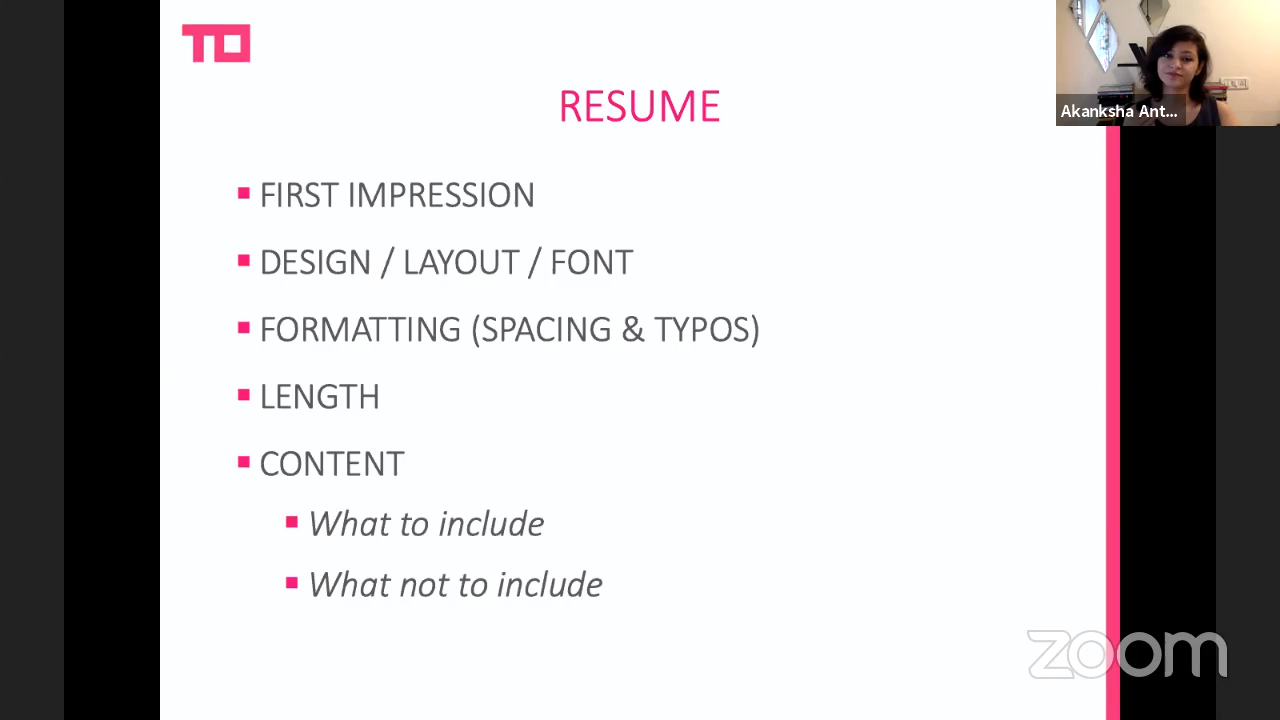 TO
RESUME
Akanksha Ant...
FIRST IMPRESSION
DESIGN / LAYOUT / FONT
FORMATTING (SPACING & TYPOS)
LENGTH
CONTENT
What to include
What not to include
zoom